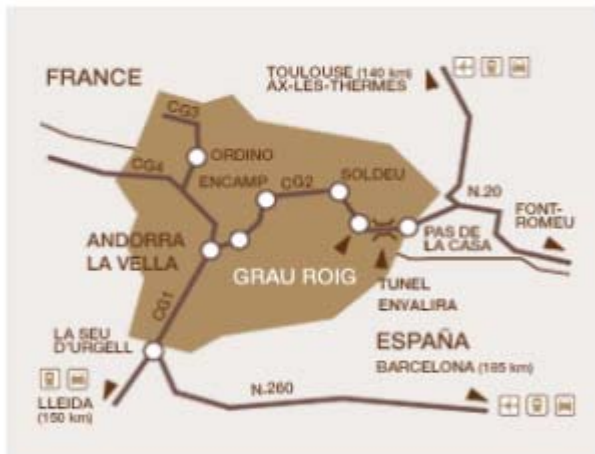 FRANCE
TOULOUSE (140 km)
AX-LES-THERMES
CG3
ORDINO
CG4
ENCAMP
CG2
SOLDEU
N.20
FONT-
ROMEU
ANDORRA
LA VELLA
PAS DE
LA CASA
GRAU ROIG
TUNEL
ENVALIRA
CG1
LA SEU
D'URGELL
ESPAÑA
BARCELONA (185 km)
N.260
LLEIDA
(150 km)